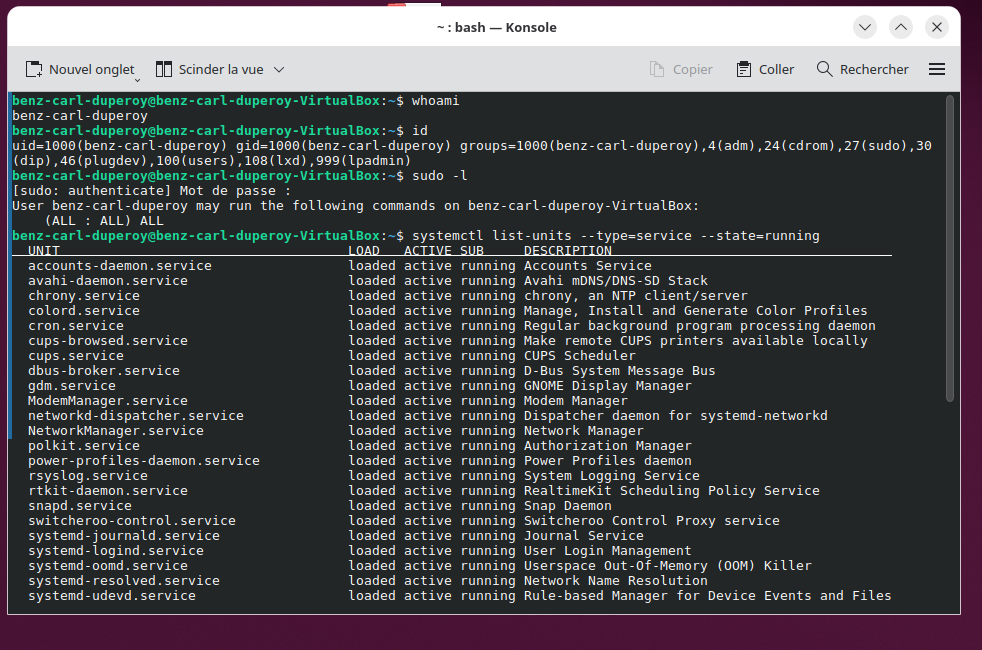 ~ : bash — Konsole
Nouvel onglet
Scinder la vue
Copier
Coller
Rechercher
benz-carl-duperoy@benz-carl-duperoy-VirtualBox:~$ whoami
benz-carl-duperoy
benz-carl-duperoy@benz-carl-duperoy-VirtualBox:~$ id
uid=1000(benz-carl-duperoy) gid=1000(benz-carl-duperoy) groups=1000(benz-carl-duperoy),4(adm),24(cdrom),27(sudo),30
(dip),46(plugdev),100(users),108(lxd),999(lpadmin)
benz-carl-duperoy@benz-carl-duperoy-VirtualBox:~$ sudo -l
[sudo: authenticate] Mot de passe :
User benz-carl-duperoy may run the following commands on benz-carl-duperoy-VirtualBox:
    (ALL : ALL) ALL
benz-carl-duperoy@benz-carl-duperoy-VirtualBox:~$ systemctl list-units --type=service --state=running
  UNIT                                    LOAD   ACTIVE SUB     DESCRIPTION
  accounts-daemon.service                 loaded active running Accounts Service
  avahi-daemon.service                    loaded active running Avahi mDNS/DNS-SD Stack
  chrony.service                          loaded active running chrony, an NTP client/server
  colord.service                          loaded active running Manage, Install and Generate Color Profiles
  cron.service                            loaded active running Regular background program processing daemon
  cups-browsed.service                    loaded active running Make remote CUPS printers available locally
  cups.service                            loaded active running CUPS Scheduler
  dbus-broker.service                     loaded active running D-Bus System Message Bus
  gdm.service                             loaded active running GNOME Display Manager
  ModemManager.service                    loaded active running Modem Manager
  networkd-dispatcher.service             loaded active running Dispatcher daemon for systemd-networkd
  NetworkManager.service                  loaded active running Network Manager
  polkit.service                          loaded active running Authorization Manager
  power-profiles-daemon.service           loaded active running Power Profiles daemon
  rsyslog.service                         loaded active running System Logging Service
  rtkit-daemon.service                    loaded active running RealtimeKit Scheduling Policy Service
  snapd.service                           loaded active running Snap Daemon
  switcheroo-control.service              loaded active running Switcheroo Control Proxy service
  systemd-journald.service                loaded active running Journal Service
  systemd-logind.service                  loaded active running User Login Management
  systemd-oomd.service                    loaded active running Userspace Out-Of-Memory (OOM) Killer
  systemd-resolved.service                loaded active running Network Name Resolution
  systemd-udevd.service                   loaded active running Rule-based Manager for Device Events and Files